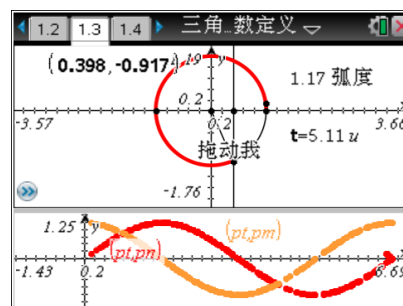 1.2 1.3 1.4 三角…数定义
(0.398,-0.917) 1.19 y
1.17 弧度
0.2
-3.57 0.2 3.66
拖动我 t=5.11 u
-1.76
1.25 y (pt,pm)
(pt,pn)
-1.43 0.2 6.69